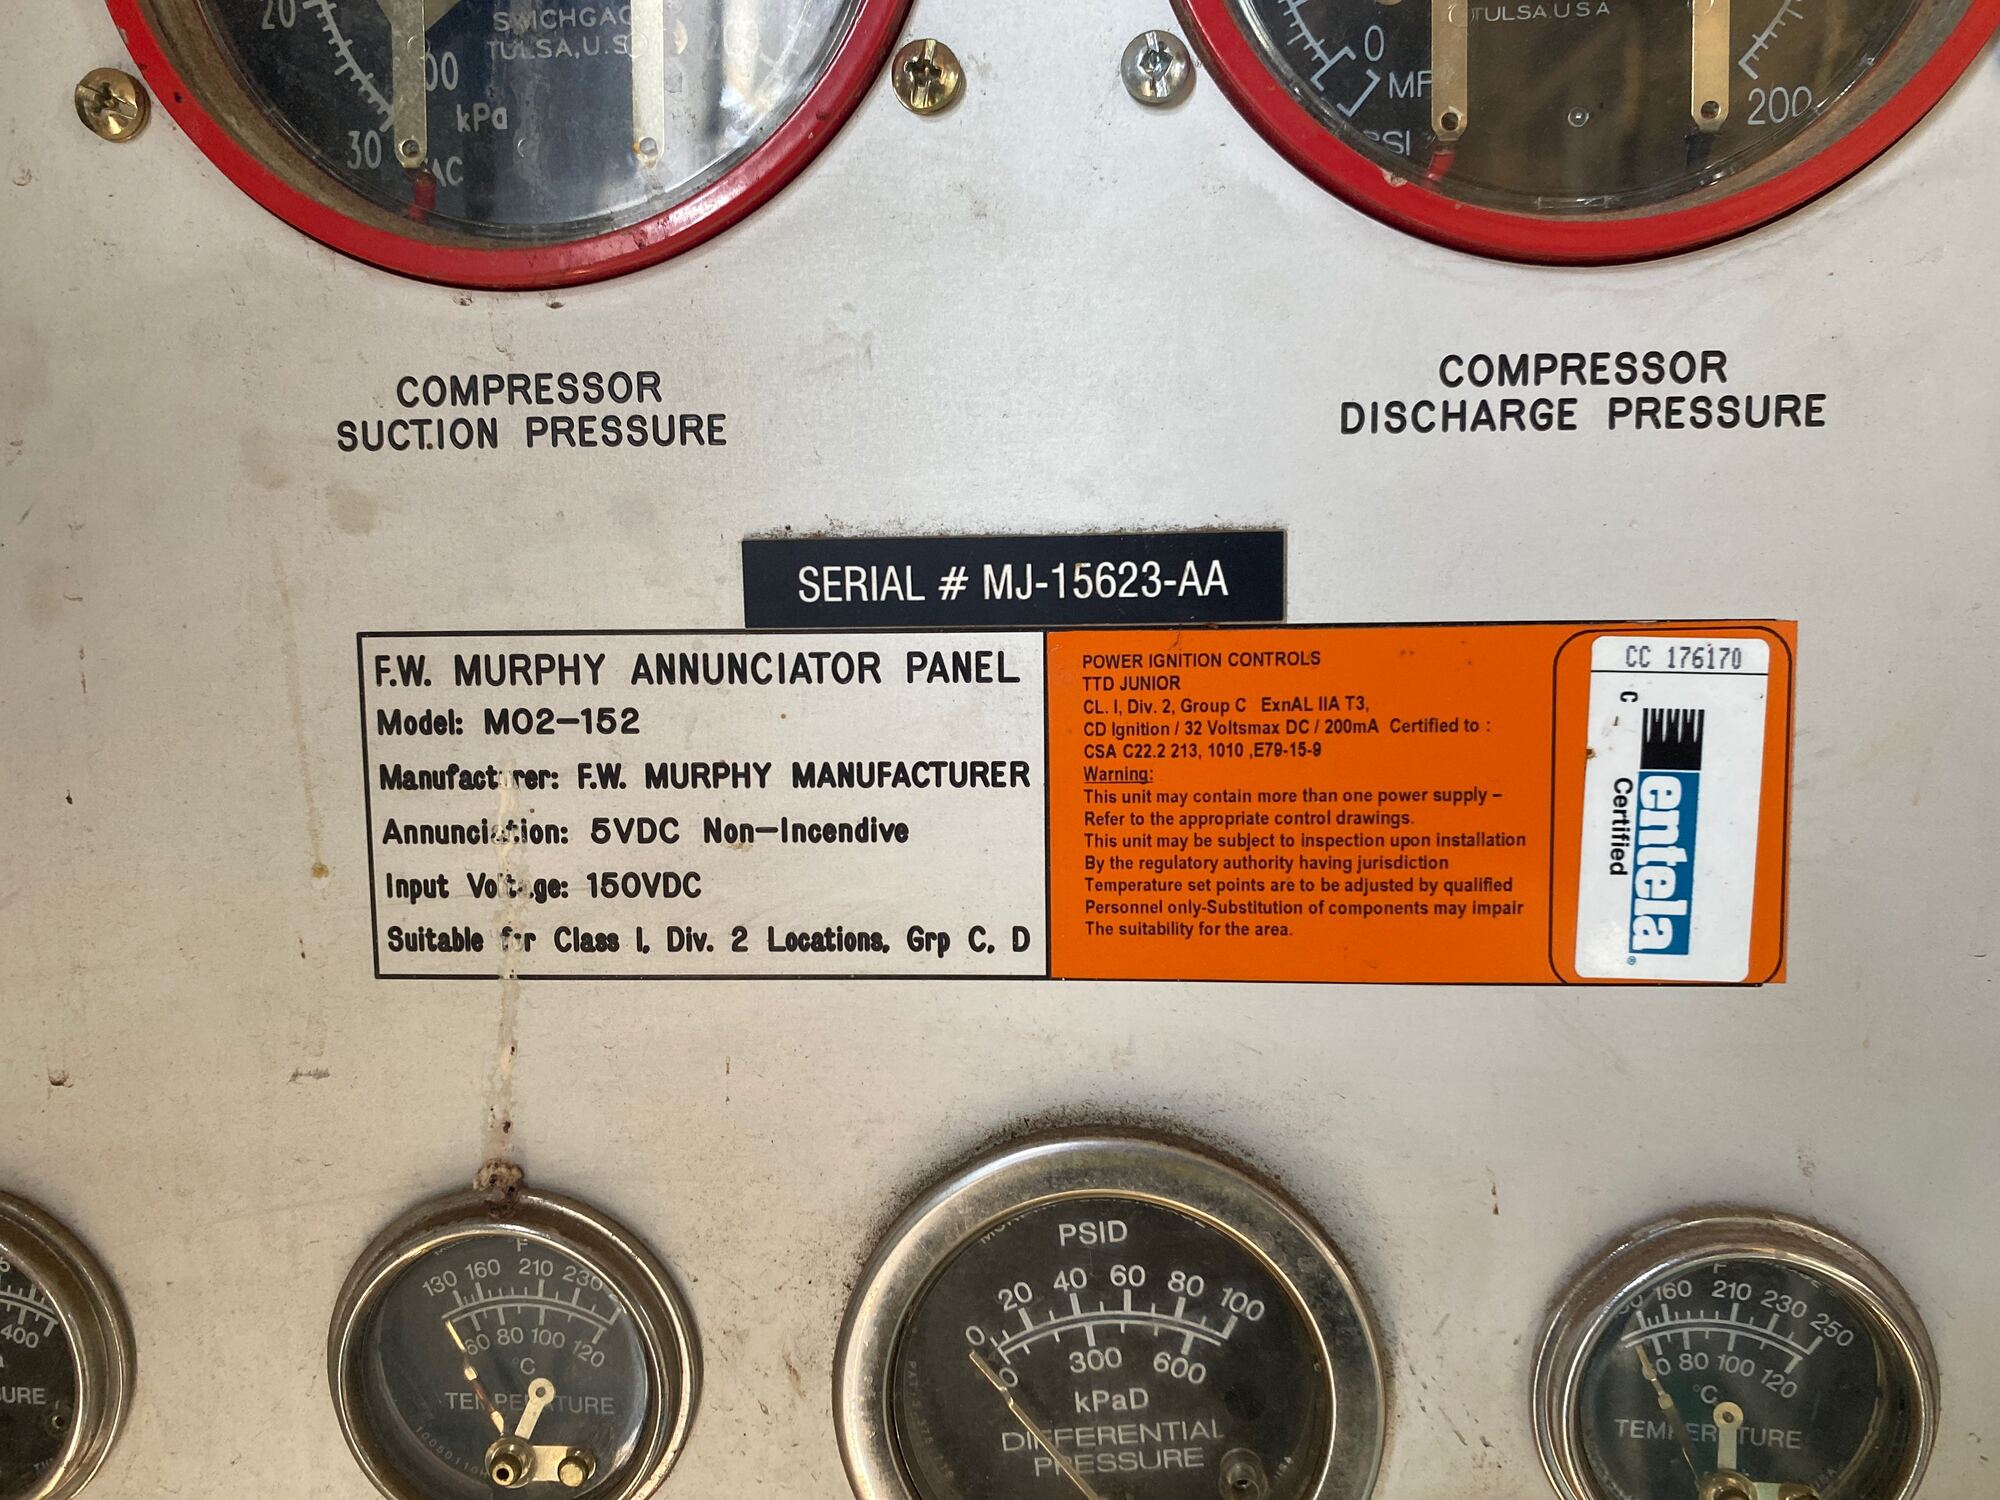 20
30
kPa
TULSA, U.S
0
PSI
TULSA U S A
200
COMPRESSOR
SUCTION PRESSURE
COMPRESSOR
DISCHARGE PRESSURE
SERIAL # MJ-15623-AA
F.W. MURPHY ANNUNCIATOR PANEL
Model: MO2-152
Manufacturer: F.W. MURPHY MANUFACTURER
Annunciation: 5VDC Non-Incendive
Input Voltage: 150VDC
Suitable for Class I, Div. 2 Locations, Grp C, D
POWER IGNITION CONTROLS
TTD JUNIOR
CL. I, Div. 2, Group C ExnAL IIA T3,
CD Ignition / 32 Voltsmax DC / 200mA Certified to :
CSA C22.2 213, 1010 ,E79-15-9
Warning:
This unit may contain more than one power supply –
Refer to the appropriate control drawings.
This unit may be subject to inspection upon installation
By the regulatory authority having jurisdiction
Temperature set points are to be adjusted by qualified
Personnel only-Substitution of components may impair
The suitability for the area.
CC 176170
C
entela®
Certified
400
F
130 160 210 230
60 80 100 120
°C
TEMPERATURE
PSID
0 20 40 60 80 100
0 300 600
kPaD
DIFFERENTIAL
PRESSURE
F
160 210 230 250
80 100 120
°C
TEMPERATURE